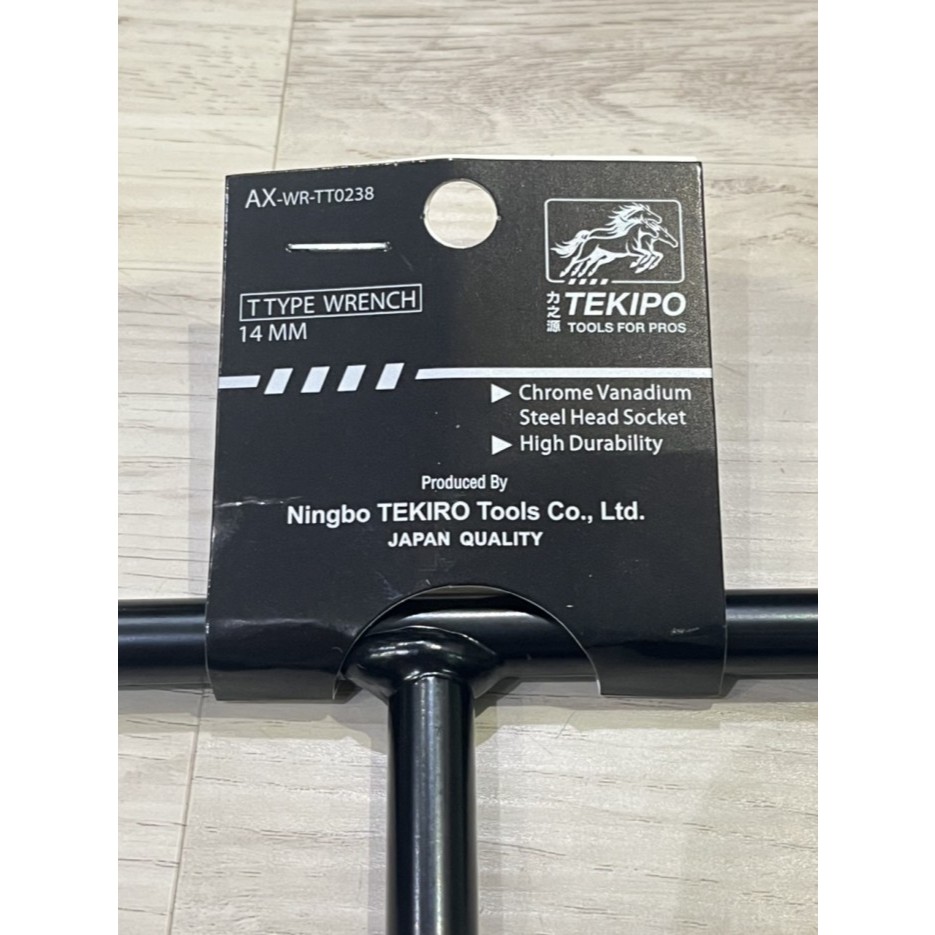 AX-WR-TT0238
T TYPE WRENCH
14 MM
力之源
TEKIPO
TOOLS FOR PROS
Chrome Vanadium
Steel Head Socket
High Durability
Produced By
Ningbo TEKIRO Tools Co., Ltd.
JAPAN QUALITY